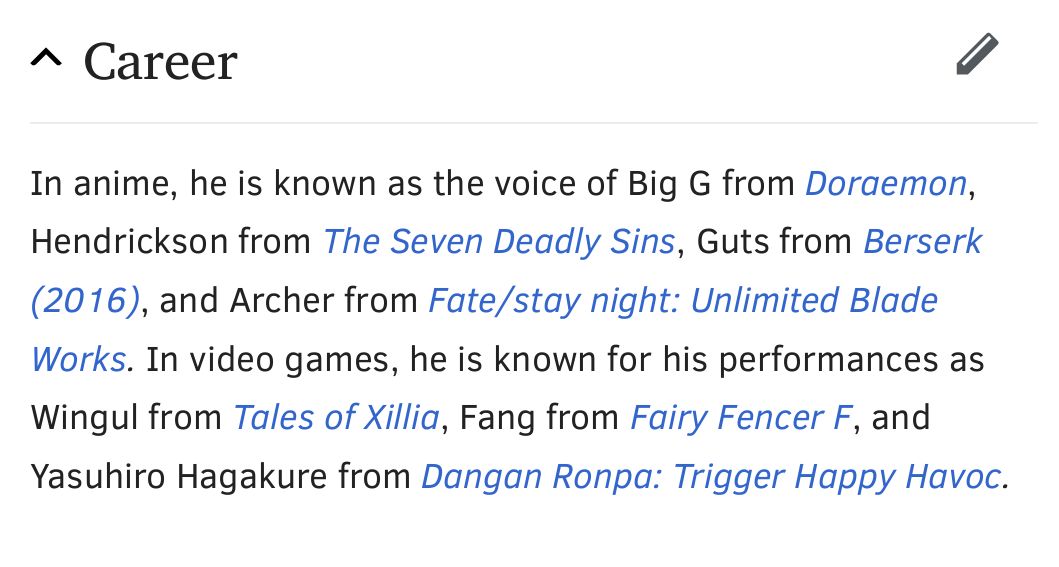 Career
In anime, he is known as the voice of Big G from Doraemon,
Hendrickson from The Seven Deadly Sins, Guts from Berserk
(2016), and Archer from Fate/stay night: Unlimited Blade
Works. In video games, he is known for his performances as
Wingul from Tales of Xillia, Fang from Fairy Fencer F, and
Yasuhiro Hagakure from Dangan Ronpa: Trigger Happy Havoc.